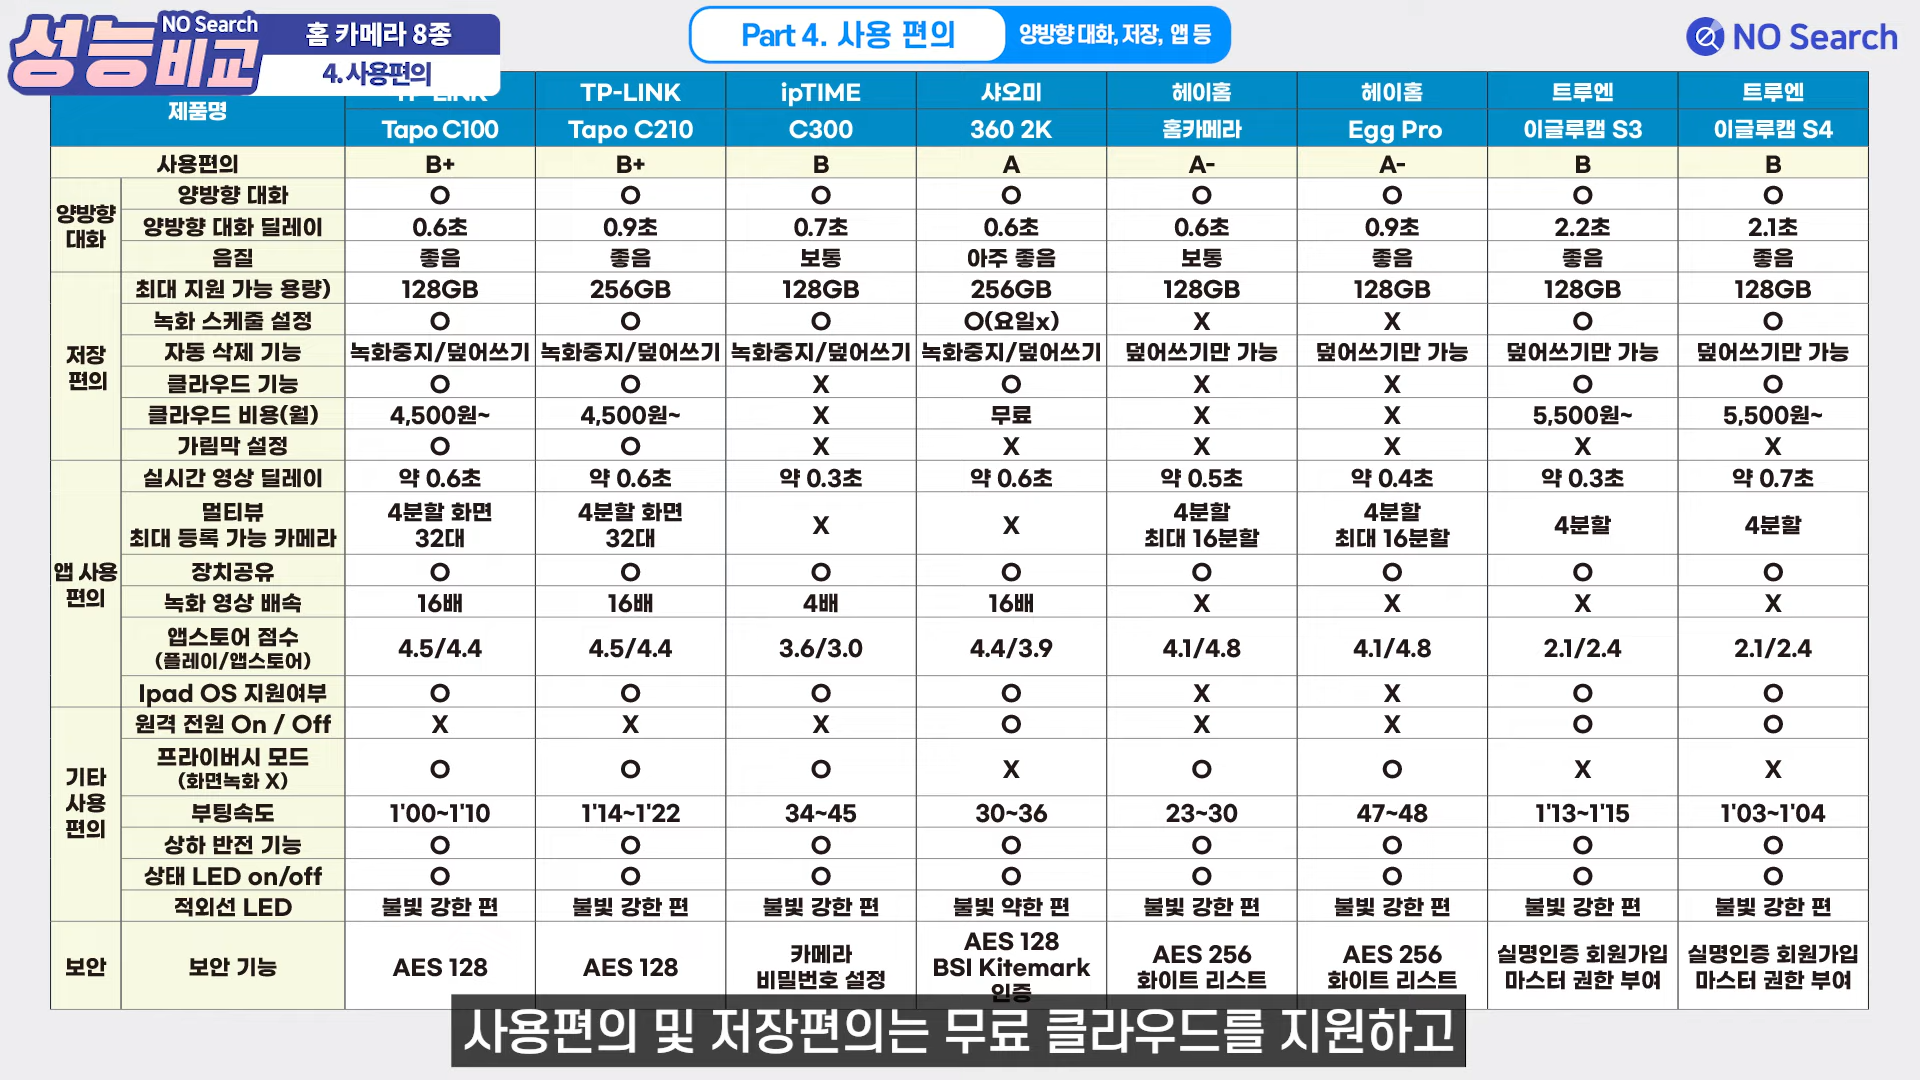 성능비교 NO Search
홈 카메라 8종
4.사용편의
Part 4. 사용 편의 양방향 대화, 저장, 앱 등
NO Search
제품명 TP-LINK TP-LINK ipTIME 샤오미 헤이홈 헤이홈 트루엔 트루엔
Tapo C100 Tapo C210 C300 360 2K 홈카메라 Egg Pro 이글루캠 S3 이글루캠 S4
사용편의 B+ B+ B A A- A- B B
양방향 대화
양방향 대화 O O O O O O O O
양방향 대화 딜레이 0.6초 0.9초 0.7초 0.6초 0.6초 0.9초 2.2초 2.1초
음질 좋음 좋음 보통 아주 좋음 보통 좋음 좋음 좋음
저장 편의
최대 지원 가능 용량) 128GB 256GB 128GB 256GB 128GB 128GB 128GB 128GB
녹화 스케줄 설정 O O O O(요일x) X X O O
자동 삭제 기능 녹화중지/덮어쓰기 녹화중지/덮어쓰기 녹화중지/덮어쓰기 녹화중지/덮어쓰기 덮어쓰기만 가능 덮어쓰기만 가능 덮어쓰기만 가능 덮어쓰기만 가능
클라우드 기능 O O X O X X O O
클라우드 비용(월) 4,500원~ 4,500원~ X 무료 X X 5,500원~ 5,500원~
가림막 설정 O O X X X X X X
앱 사용 편의
실시간 영상 딜레이 약 0.6초 약 0.6초 약 0.3초 약 0.6초 약 0.5초 약 0.4초 약 0.3초 약 0.7초
멀티뷰 4분할 화면 4분할 화면 X X 4분할 4분할 4분할 4분할
최대 등록 가능 카메라 32대 32대 최대 16분할 최대 16분할
장치공유 O O O O O O O O
녹화 영상 배속 16배 16배 4배 16배 X X X X
앱스토어 점수 4.5/4.4 4.5/4.4 3.6/3.0 4.4/3.9 4.1/4.8 4.1/4.8 2.1/2.4 2.1/2.4
(플레이/앱스토어)
Ipad OS 지원여부 O O O O X X O O
기타 사용 편의
원격 전원 On / Off X X X O X X O O
프라이버시 모드 O O O X O O X X
(화면녹화 X)
부팅속도 1'00~1'10 1'14~1'22 34~45 30~36 23~30 47~48 1'13~1'15 1'03~1'04
상하 반전 기능 O O O O O O O O
상태 LED on/off O O O O O O O O
적외선 LED 불빛 강한 편 불빛 강한 편 불빛 강한 편 불빛 약한 편 불빛 강한 편 불빛 강한 편 불빛 강한 편 불빛 강한 편
보안
보안 기능 AES 128 AES 128 카메라 AES 128 AES 256 AES 256 실명인증 회원가입 실명인증 회원가입
비밀번호 설정 BSI Kitemark 화이트 리스트 화이트 리스트 마스터 권한 부여 마스터 권한 부여
인증
사용편의 및 저장편의는 무료 클라우드를 지원하고